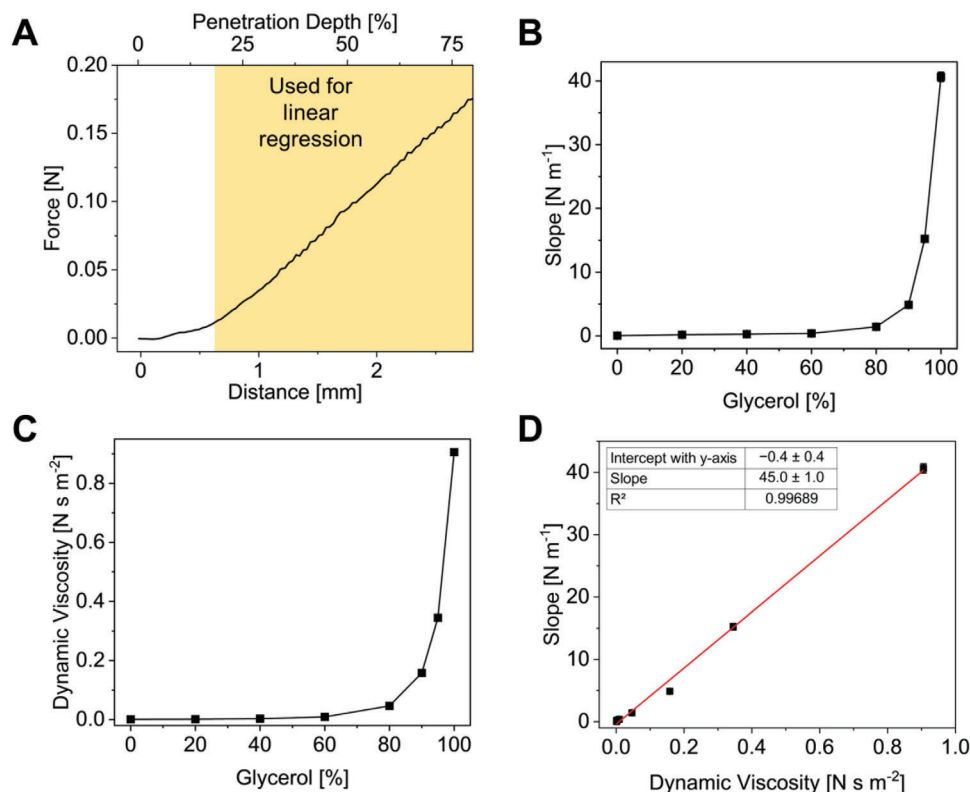 A
Penetration Depth [%]
0 25 50 75
0.20
0.15
0.10
0.05
0.00
Force [N]
Used for
linear
regression
0 1 2
Distance [mm]
B
40
30
20
10
0
Slope [N m⁻¹]
0 20 40 60 80 100
Glycerol [%]
C
0.8
0.6
0.4
0.2
0.0
Dynamic Viscosity [N s m⁻²]
0 20 40 60 80 100
Glycerol [%]
D
Intercept with y-axis −0.4 ± 0.4
Slope 45.0 ± 1.0
R² 0.99689
40
30
20
10
0
Slope [N m⁻¹]
0.0 0.2 0.4 0.6 0.8 1.0
Dynamic Viscosity [N s m⁻²]